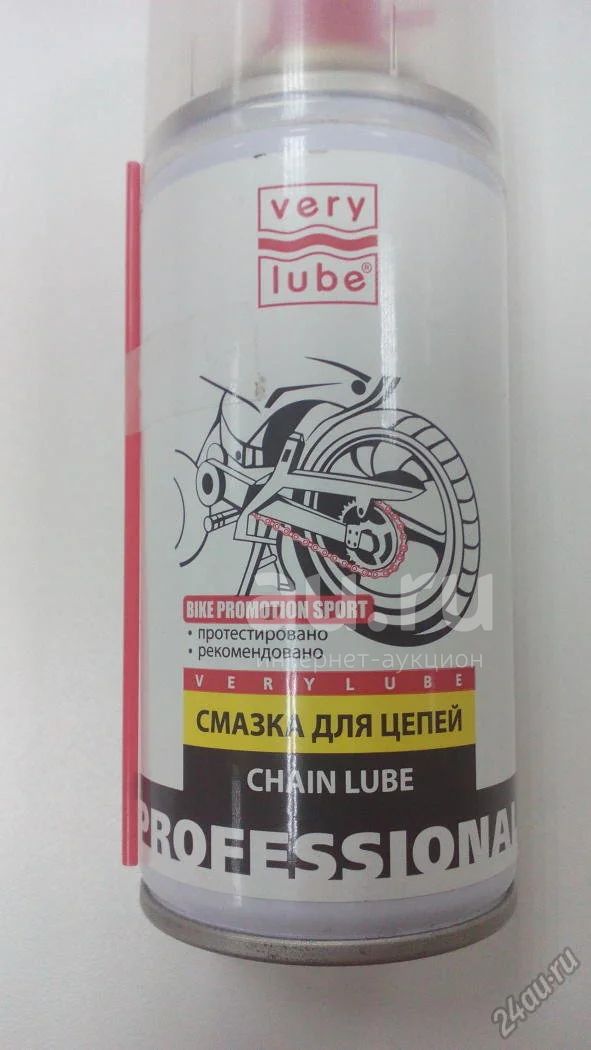 very
lube®
BIKE PROMOTION SPORT
• протестировано
• рекомендовано
au.ru
интернет-аукцион
VERYLUBE
СМАЗКА ДЛЯ ЦЕПЕЙ
CHAIN LUBE
PROFESSIONAL
24au.ru